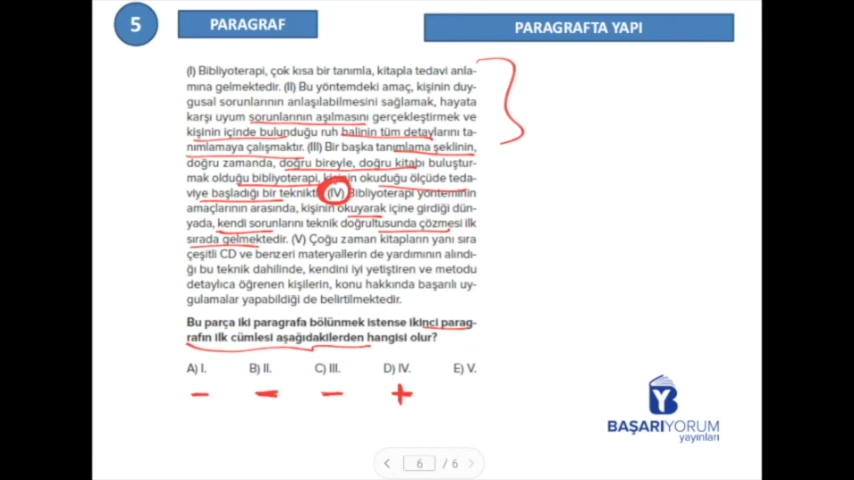 5
PARAGRAF
PARAGRAFTA YAPI
(I) Bibliyoterapi, çok kısa bir tanımla, kitapla tedavi anla-
mına gelmektedir. (II) Bu yöntemdeki amaç, kişinin duy-
gusal sorunlarının anlaşılabilmesini sağlamak, hayata
karşı uyum sorunlarının aşılmasını gerçekleştirmek ve
kişinin içinde bulunduğu ruh halinin tüm detaylarını ta-
nımlamaya çalışmaktır. (III) Bir başka tanımlama şeklinin,
doğru zamanda, doğru bireyle, doğru kitabı buluştur-
mak olduğu bibliyoterapi, kişinin okuduğu ölçüde teda-
viye başladığı bir tekniktir. (IV) Bibliyoterapi yönteminin
amaçlarının arasında, kişinin okuyarak içine girdiği dün-
yada, kendi sorunlarını teknik doğrultusunda çözmesi ilk
sırada gelmektedir. (V) Çoğu zaman kitapların yanı sıra
çeşitli CD ve benzeri materyallerin de yardımının alındı-
ğı bu teknik dahilinde, kendini iyi yetiştiren ve metodu
detaylıca öğrenen kişilerin, konu hakkında başarılı uy-
gulamalar yapabildiği de belirtilmektedir.
Bu parça iki paragrafa bölünmek istense ikinci parag-
rafın ilk cümlesi aşağıdakilerden hangisi olur?
A) I. B) II. C) III. D) IV. E) V.
- - - +
BAŞARIYORUM
yayınları
6 / 6